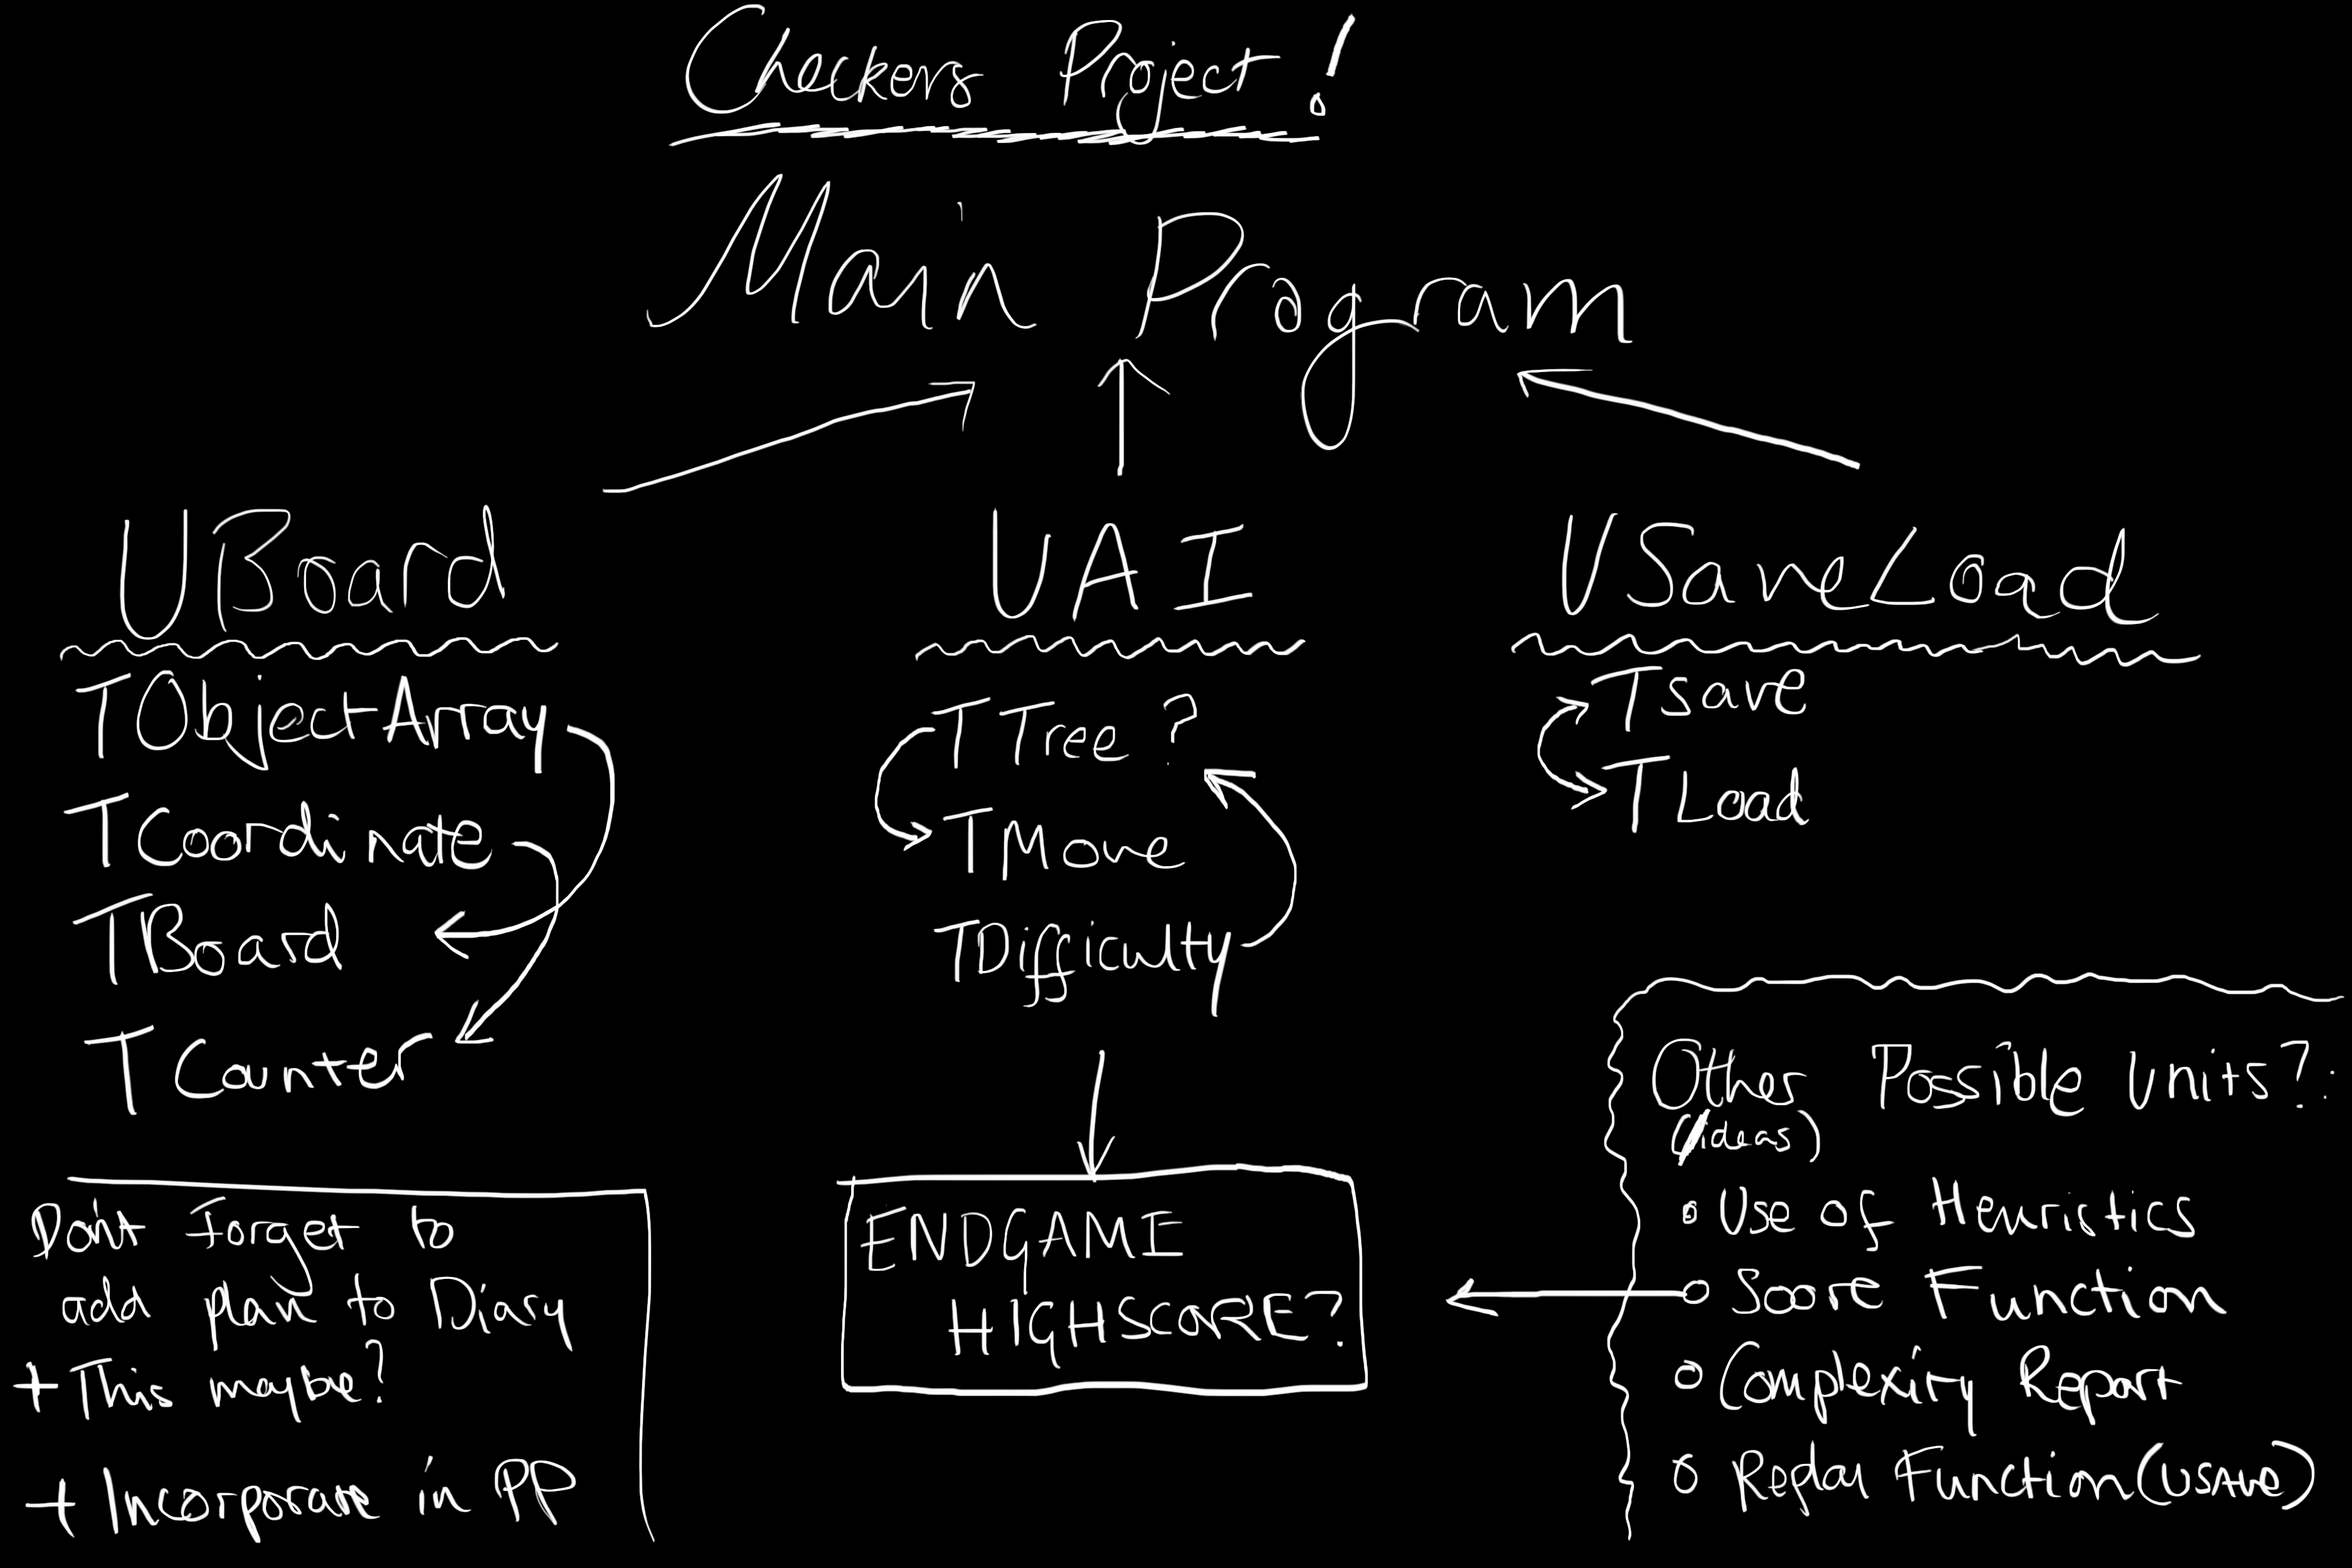 Checkers Project!
Main Program
UBoard
TObjectArray
TCoordinate
TBoard
TCounter
UAI
TTree?
TMove
TDifficulty
USaveLoad
TSave
TLoad
Don't forget to
add plan to Diary
+ This maybe?
+ Incorporate in PP
ENDGAME
HIGHSCORE?
Other Possible Units?:
(ideas)
Use of Heuristics
Score Function
Complexity Report
Replay Function (USAVE)